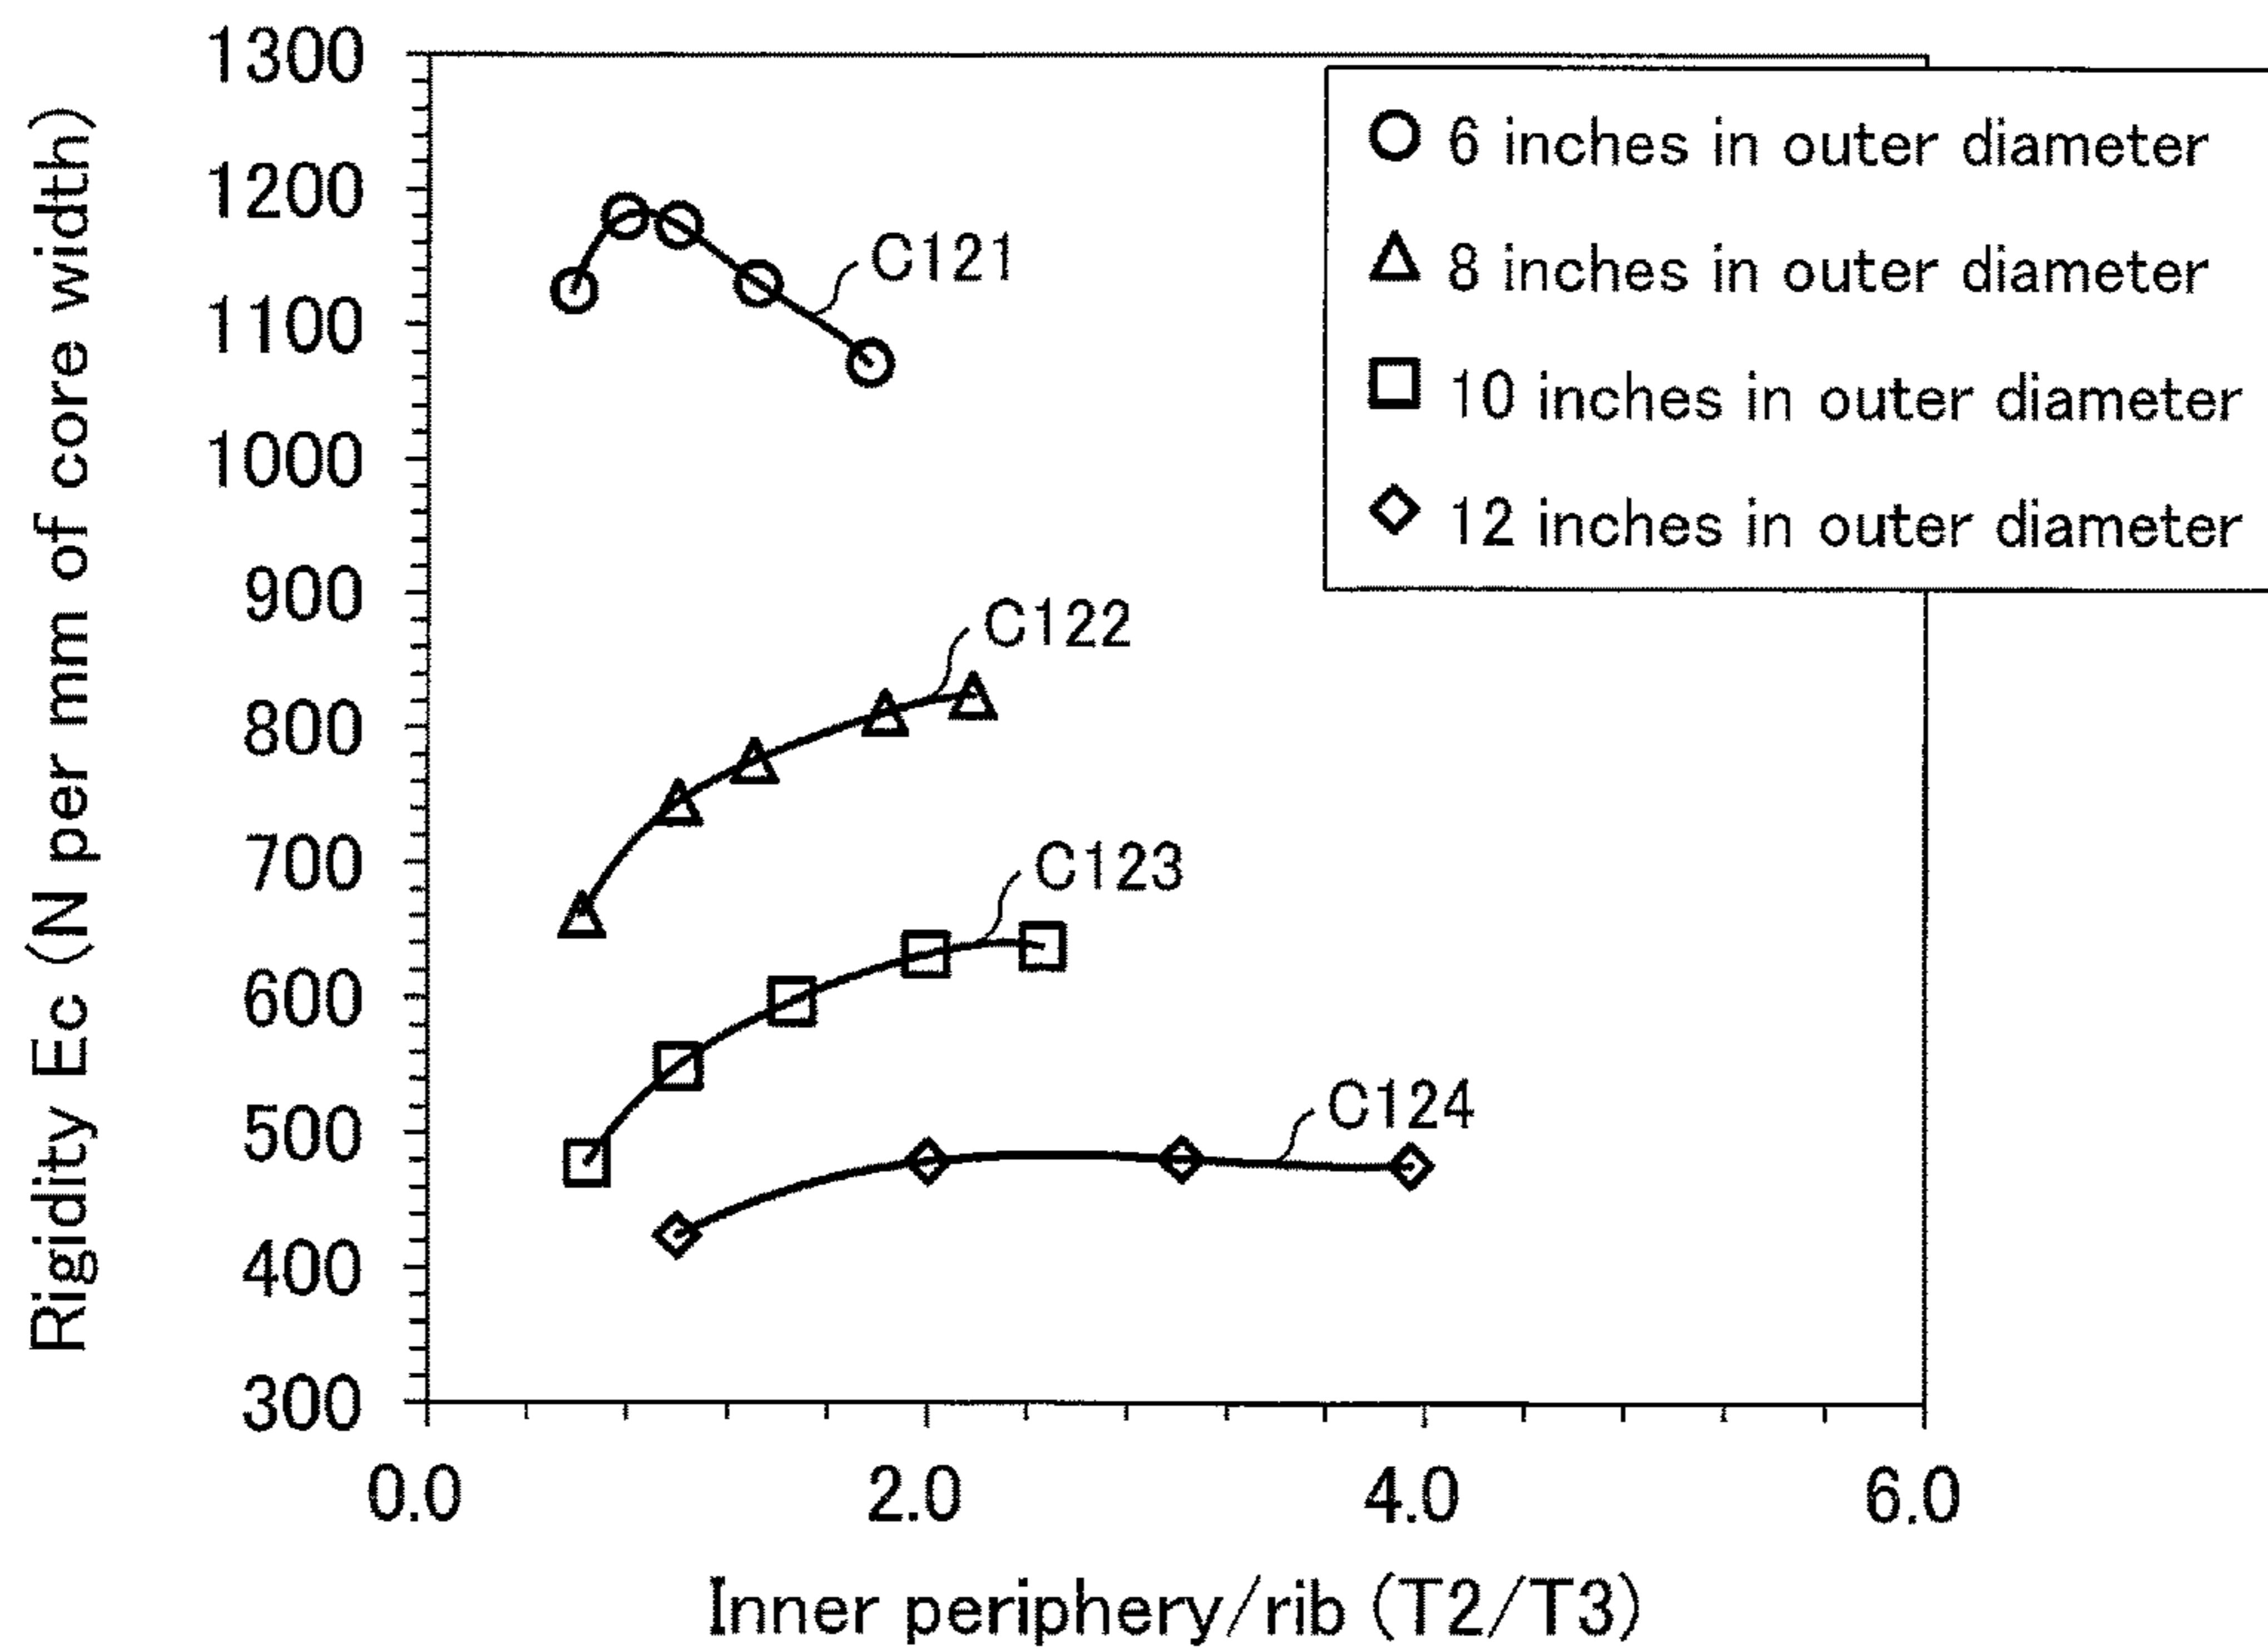 Rigidity Ec (N per mm of core width)
1300
1200
1100
1000
900
800
700
600
500
400
300
6 inches in outer diameter
8 inches in outer diameter
10 inches in outer diameter
12 inches in outer diameter
C121
C122
C123
C124
0.0 2.0 4.0 6.0
Inner periphery/rib (T2/T3)